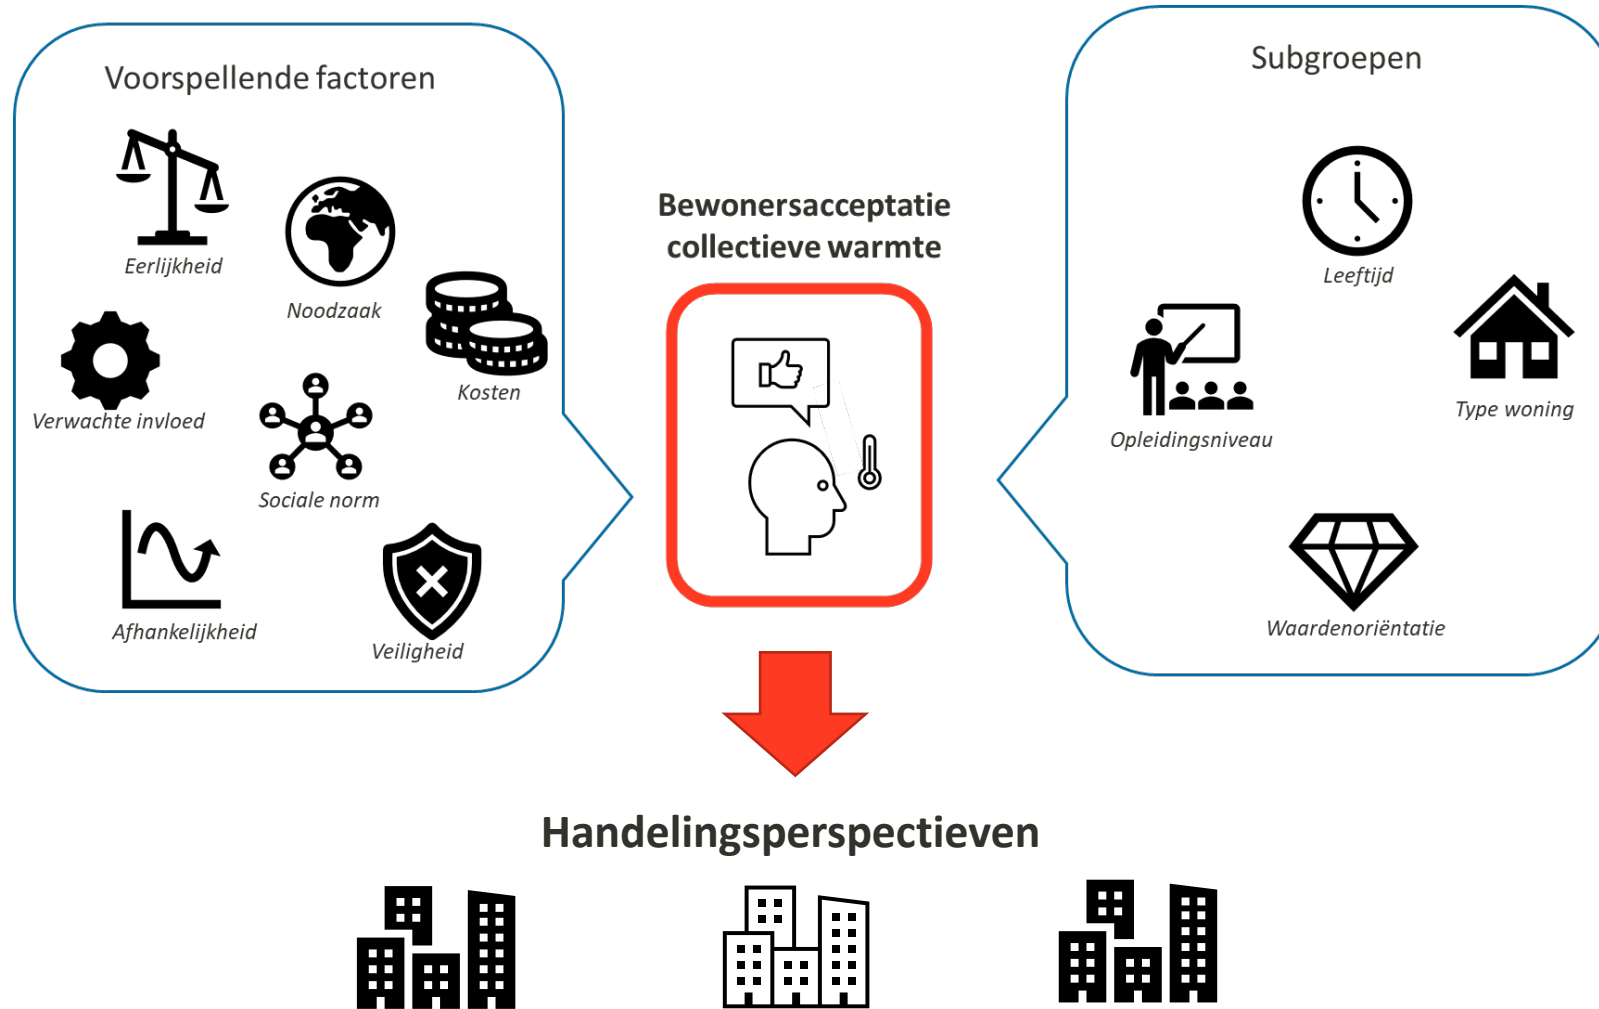 Voorspellende factoren
Eerlijkheid
Noodzaak
Kosten
Verwachte invloed
Sociale norm
Afhankelijkheid
Veiligheid
Bewonersacceptatie
collectieve warmte
Subgroepen
Leeftijd
Type woning
Opleidingsniveau
Waardenoriëntatie
Handelingsperspectieven